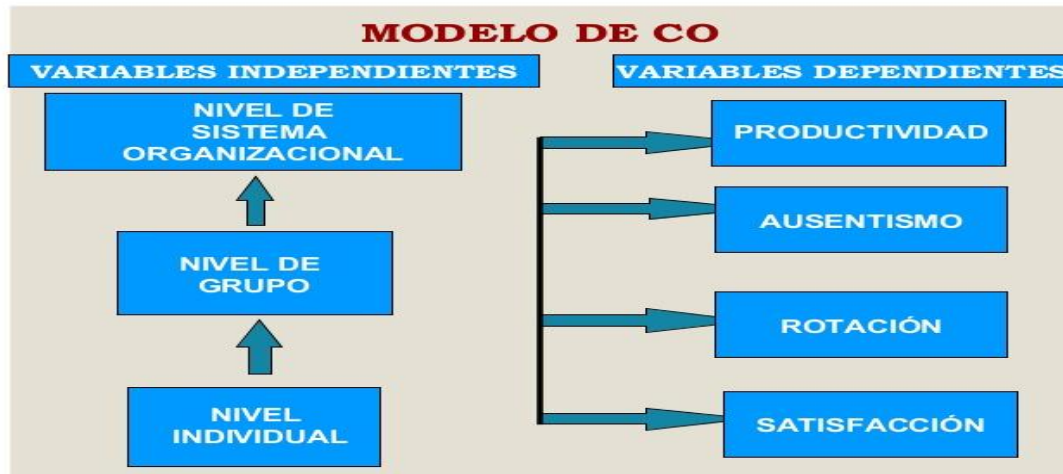 MODELO DE CO
VARIABLES INDEPENDIENTES
VARIABLES DEPENDIENTES
NIVEL DE
SISTEMA
ORGANIZACIONAL
NIVEL DE
GRUPO
NIVEL
INDIVIDUAL
PRODUCTIVIDAD
AUSENTISMO
ROTACIÓN
SATISFACCIÓN